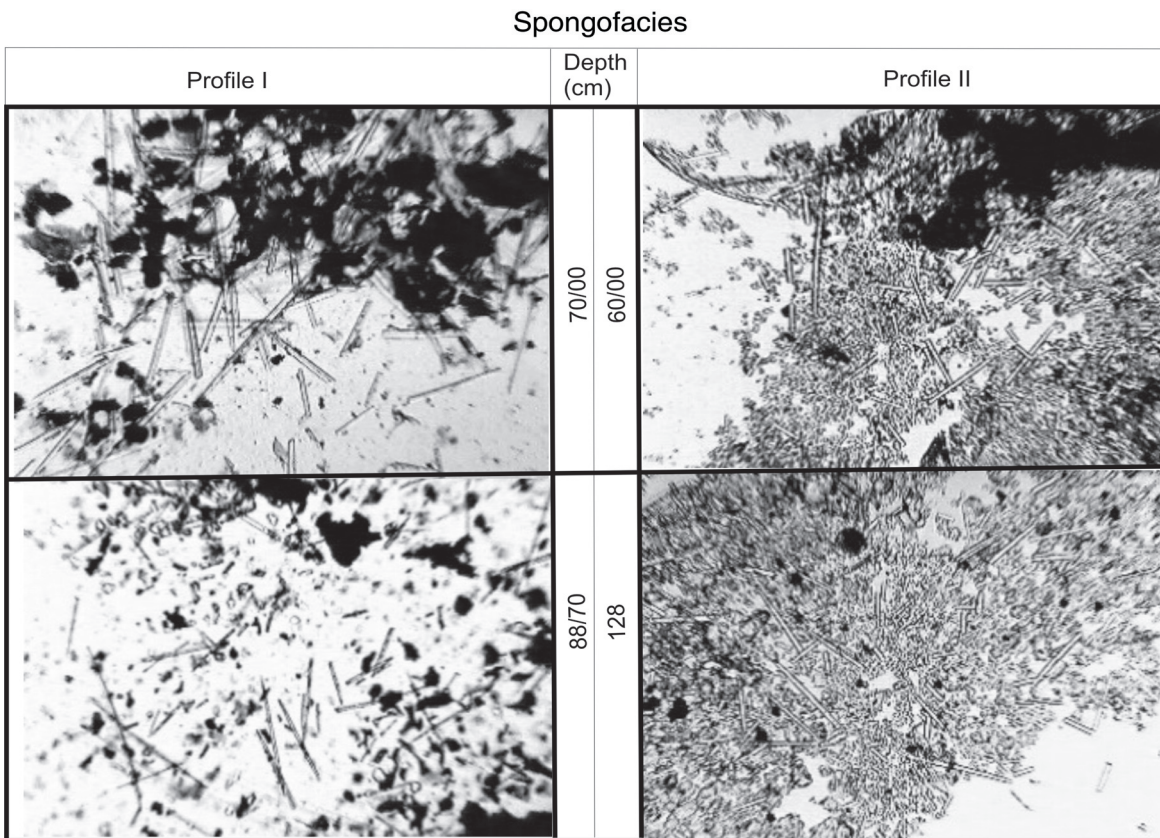 Spongofacies
Profile I
Depth
(cm)
Profile II
70/00
60/00
88/70
128